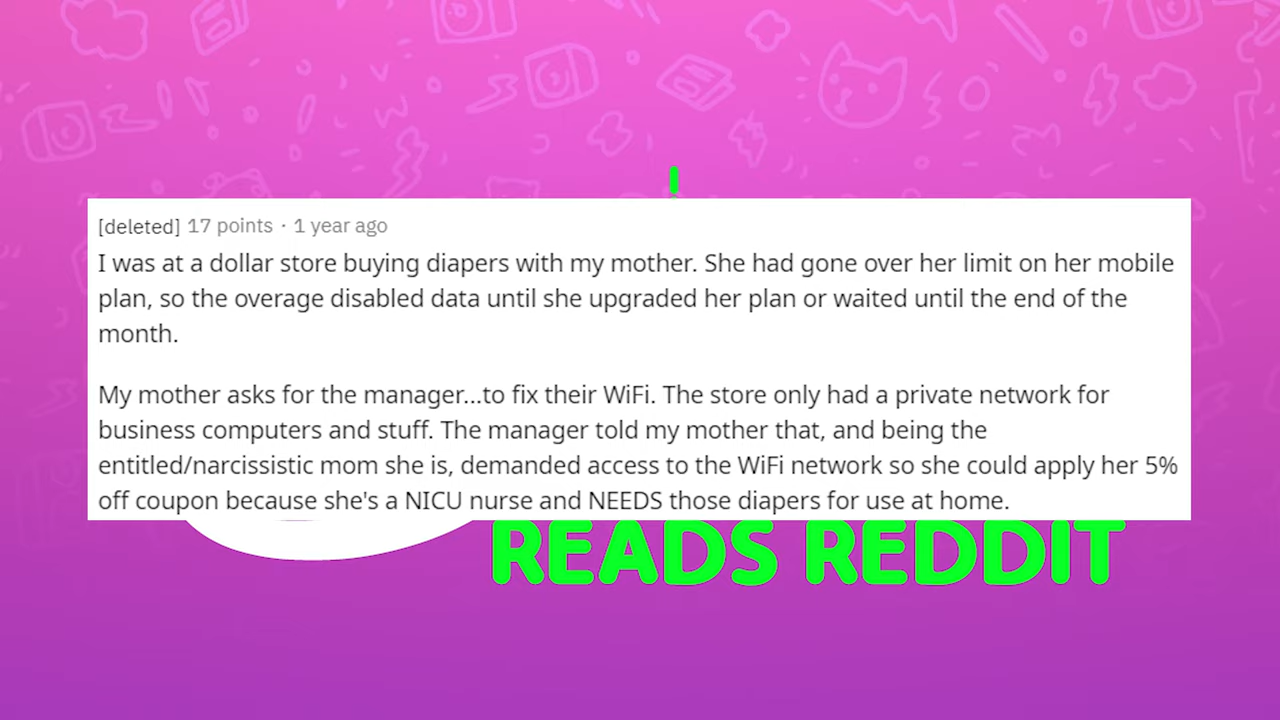 [deleted] 17 points · 1 year ago
I was at a dollar store buying diapers with my mother. She had gone over her limit on her mobile
plan, so the overage disabled data until she upgraded her plan or waited until the end of the
month.
My mother asks for the manager...to fix their WiFi. The store only had a private network for
business computers and stuff. The manager told my mother that, and being the
entitled/narcissistic mom she is, demanded access to the WiFi network so she could apply her 5%
off coupon because she's a NICU nurse and NEEDS those diapers for use at home.
READS REDDIT